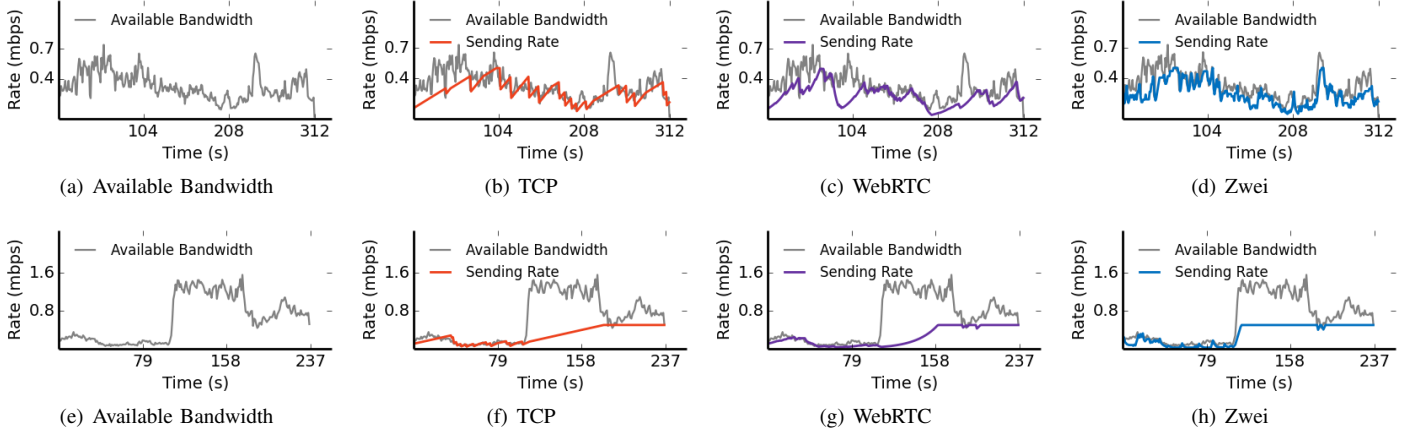 Rate (mbps)
0.7
0.4
Available Bandwidth
104
208
312
Time (s)
(a) Available Bandwidth
Rate (mbps)
0.7
0.4
Available Bandwidth
Sending Rate
104
208
312
Time (s)
(b) TCP
Rate (mbps)
0.7
0.4
Available Bandwidth
Sending Rate
104
208
312
Time (s)
(c) WebRTC
Rate (mbps)
0.7
0.4
Available Bandwidth
Sending Rate
104
208
312
Time (s)
(d) Zwei
Rate (mbps)
1.6
0.8
Available Bandwidth
79
158
237
Time (s)
(e) Available Bandwidth
Rate (mbps)
1.6
0.8
Available Bandwidth
Sending Rate
79
158
237
Time (s)
(f) TCP
Rate (mbps)
1.6
0.8
Available Bandwidth
Sending Rate
79
158
237
Time (s)
(g) WebRTC
Rate (mbps)
1.6
0.8
Available Bandwidth
Sending Rate
79
158
237
Time (s)
(h) Zwei